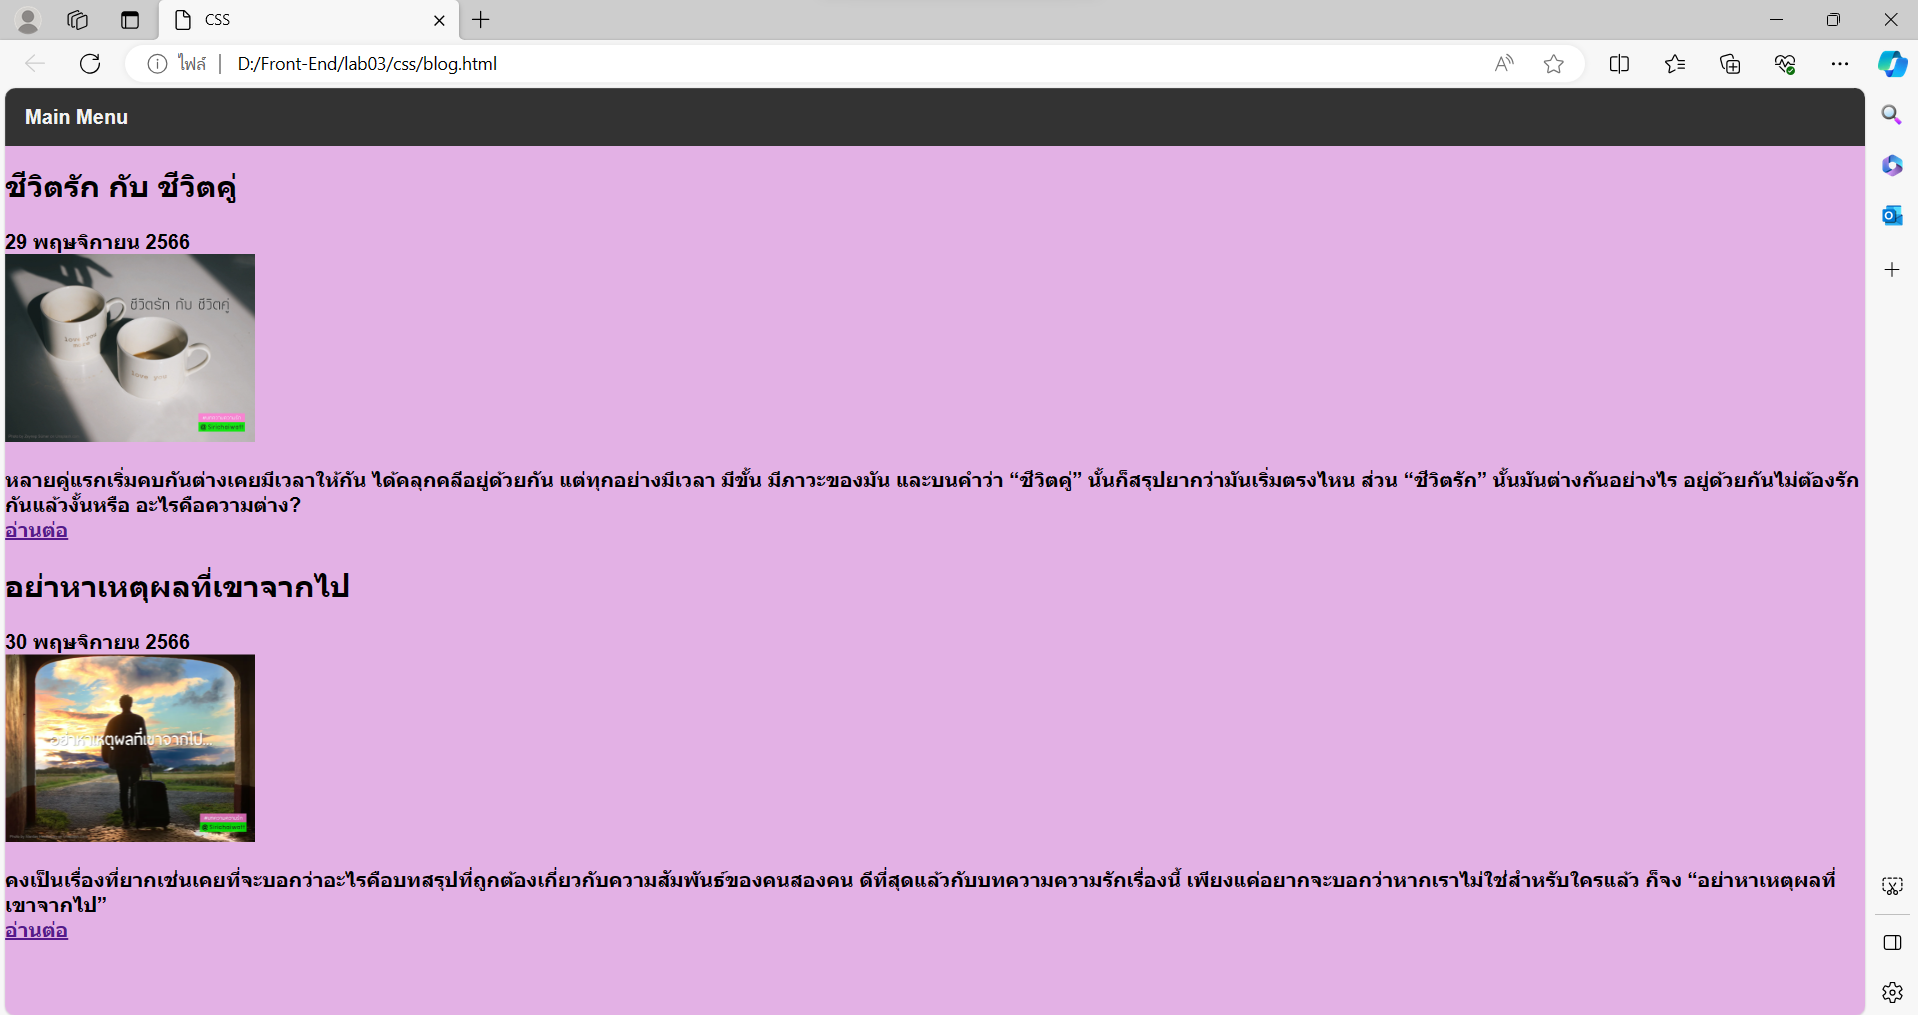 CSS
ไฟล์
D:/Front-End/lab03/css/blog.html
Main Menu
ชีวิตรัก กับ ชีวิตคู่
29 พฤษจิกายน 2566
ชีวิตรัก กับ ชีวิตคู่
love you
love you
หลายคู่แรกเริ่มคบกันต่างเคยมีเวลาให้กัน ได้คลุกคลีอยู่ด้วยกัน แต่ทุกอย่างมีเวลา มีขั้น มีภาวะของมัน และบนคำว่า “ชีวิตคู่” นั้นก็สรุปยากว่ามันเริ่มตรงไหน ส่วน “ชีวิตรัก” นั้นมันต่างกันอย่างไร อยู่ด้วยกันไม่ต้องรัก
กันแล้วงั้นหรือ อะไรคือความต่าง?
อ่านต่อ
อย่าหาเหตุผลที่เขาจากไป
30 พฤษจิกายน 2566
อย่าหาเหตุผลที่เขาจากไป...
คงเป็นเรื่องที่ยากเช่นเคยที่จะบอกว่าอะไรคือบทสรุปที่ถูกต้องเกี่ยวกับความสัมพันธ์ของคนสองคน ดีที่สุดแล้วกับบทความความรักเรื่องนี้ เพียงแค่อยากจะบอกว่าหากเราไม่ใช่สำหรับใครแล้ว ก็จง “อย่าหาเหตุผลที่
เขาจากไป”
อ่านต่อ